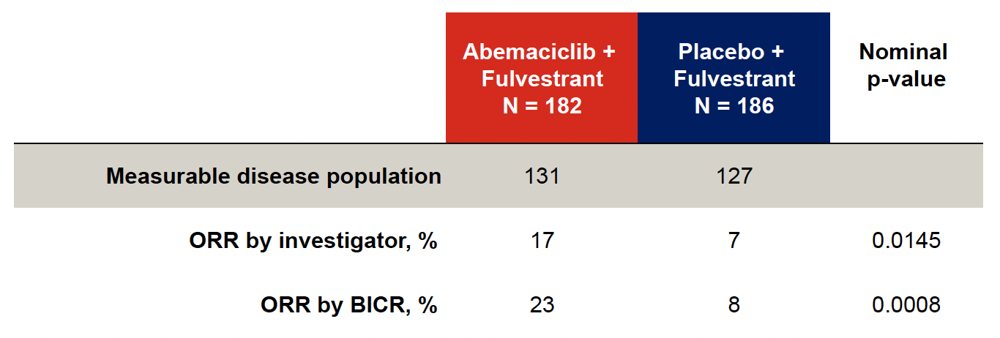 Abemaciclib + Fulvestrant N = 182 Placebo + Fulvestrant N = 186 Nominal p-value
Measurable disease population 131 127
ORR by investigator, % 17 7 0.0145
ORR by BICR, % 23 8 0.0008